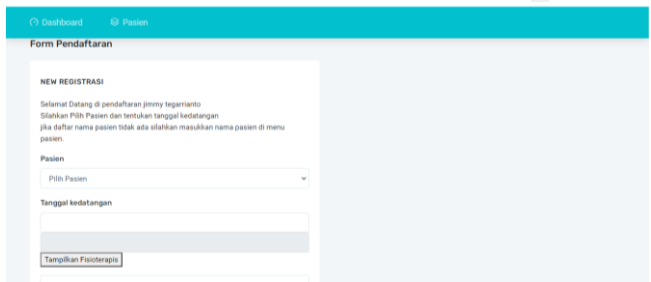 Dashboard Pasien
Form Pendaftaran
NEW REGISTRASI
Selamat Datang di pendaftaran jimmy tegarrianto
Silahkan Pilih Pasien dan tentukan tanggal kedatangan
jika daftar nama pasien tidak ada silahkan masukkan nama pasien di menu
pasien.
Pasien
Pilih Pasien
Tanggal kedatangan
Tampilkan Fisioterapis